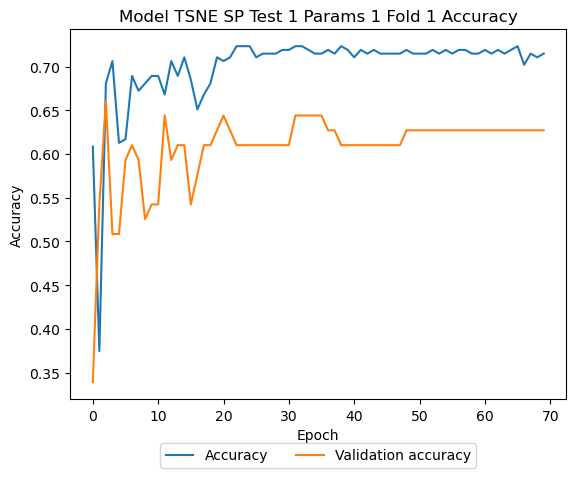 Model TSNE SP Test 1 Params 1 Fold 1 Accuracy
0.70
0.65
0.60
0.55
0.50
0.45
0.40
0.35
Accuracy
0 10 20 30 40 50 60 70
Epoch
Accuracy Validation accuracy